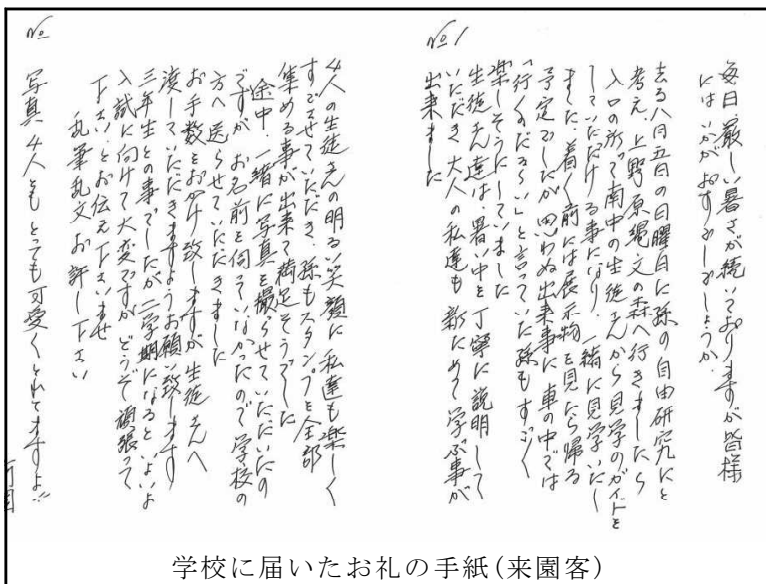 No 1
毎日厳しい暑さが続いておりますが皆様
にはいかがおすごしでしょうか
去る八月五日の日曜日に孫の自由研究にと
考え、上野原縄文の森へ行きましたら
入口の所で南中の生徒さんから見学のガイドを
していただける事になり、一緒に見学いたし
ました、着く前には展示物を見たら帰る
予定でしたが思わぬ出来事に車の中では
「行くのだるい」と言っていた孫もすごく
楽しそうにしていました
生徒さん達は、暑い中を丁寧に説明して
いただき大人の私達も新ためて学ぶ事が
出来ました
No
4人の生徒さんの明るい笑顔に私達も楽しく
すごさせていただき、孫もスタンプを全部
集める事が出来て満足そうでした
途中、一緒に写真を撮らせていただいたの
ですが、お名前を伺っていなかったので学校の
方へ送らせていただきました
お手数をおかけ致しますが生徒さんへ
渡していただきますようお願い致します
三年生との事でしたが二学期になるといよいよ
入試に向けて大変ですがどうぞ頑張って
下さい、とお伝え下さいませ
乱筆乱文お許し下さい
写真4人ともとっても可愛くとれてますよ!!
学校に届いたお礼の手紙(来園客)